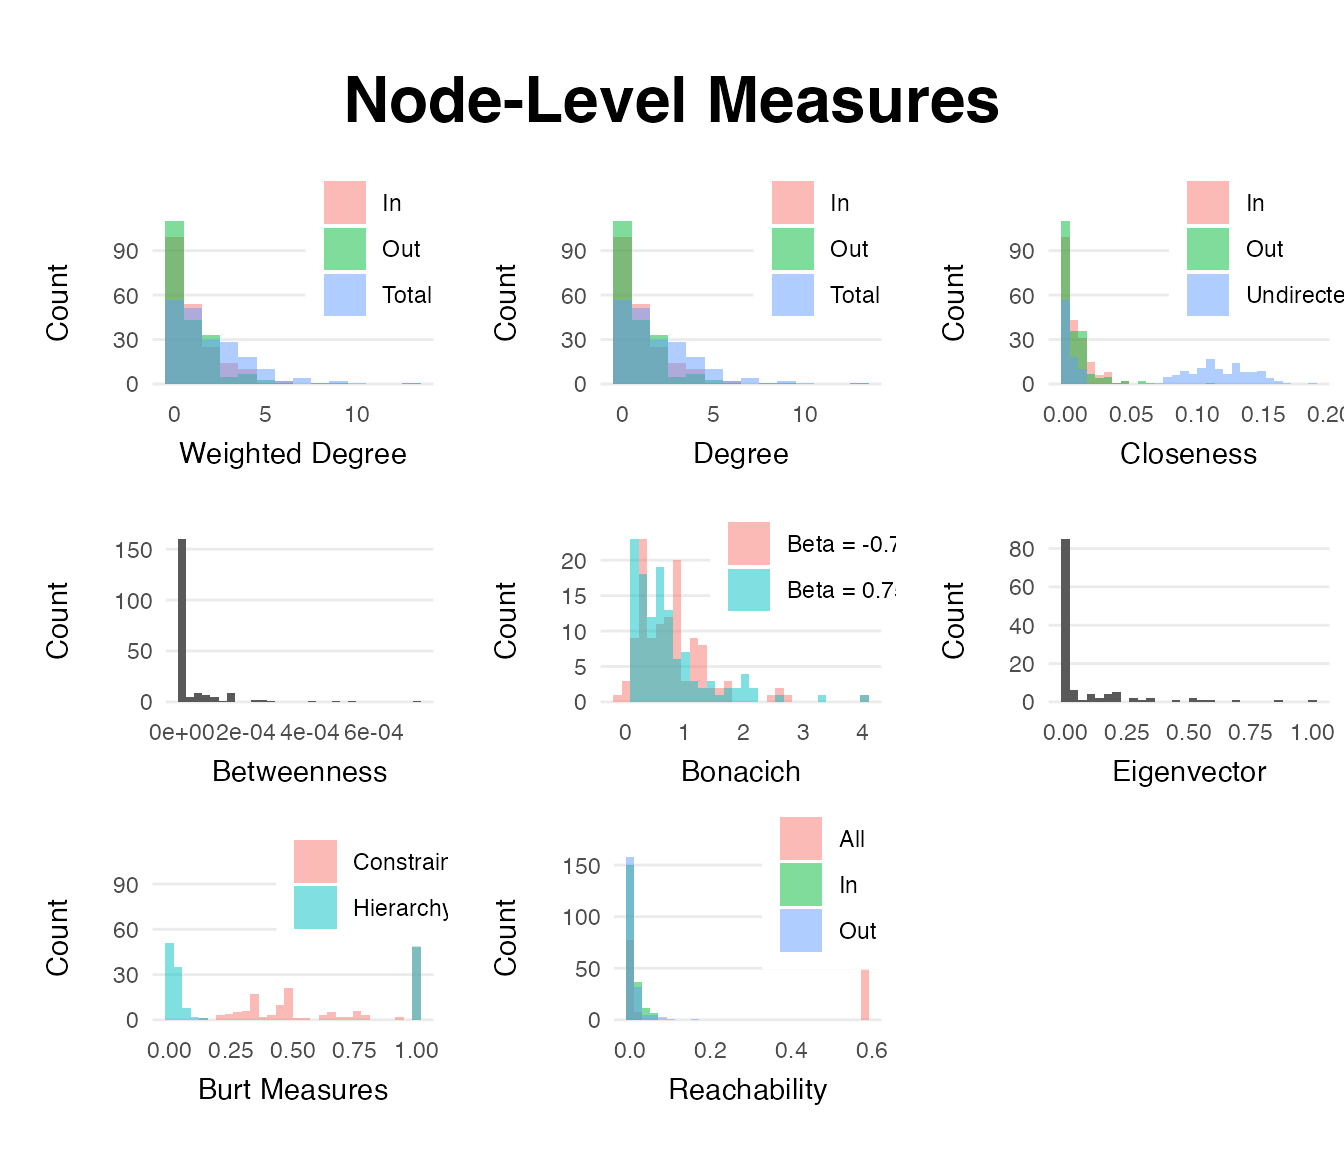 Node-Level Measures
In
Out
Total
Count
90
60
30
0
0 5 10
Weighted Degree
In
Out
Total
Count
90
60
30
0
0 5 10
Degree
In
Out
Undirecte
Count
90
60
30
0
0.00 0.05 0.10 0.15 0.20
Closeness
Count
150
100
50
0
0e+00 2e-04 4e-04 6e-04
Betweenness
Beta = -0.7
Beta = 0.7
Count
20
15
10
5
0
0 1 2 3 4
Bonacich
Count
80
60
40
20
0
0.00 0.25 0.50 0.75 1.00
Eigenvector
Constrain
Hierarchy
Count
90
60
30
0
0.00 0.25 0.50 0.75 1.00
Burt Measures
All
In
Out
Count
150
100
50
0
0.0 0.2 0.4 0.6
Reachability